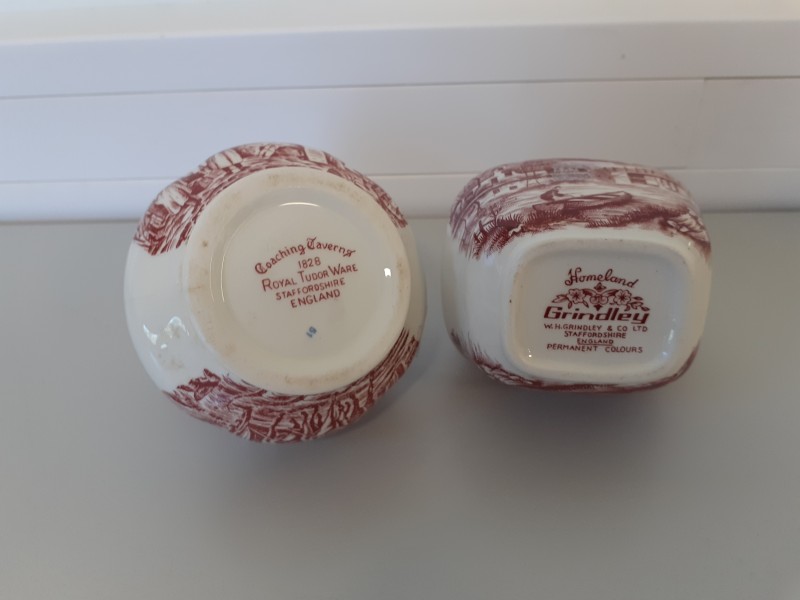 Coaching Taverns
1828
ROYAL TUDOR WARE
STAFFORDSHIRE
ENGLAND
Homeland
Grindley
W.H. GRINDLEY & CO LTD
STAFFORDSHIRE
ENGLAND
PERMANENT COLOURS